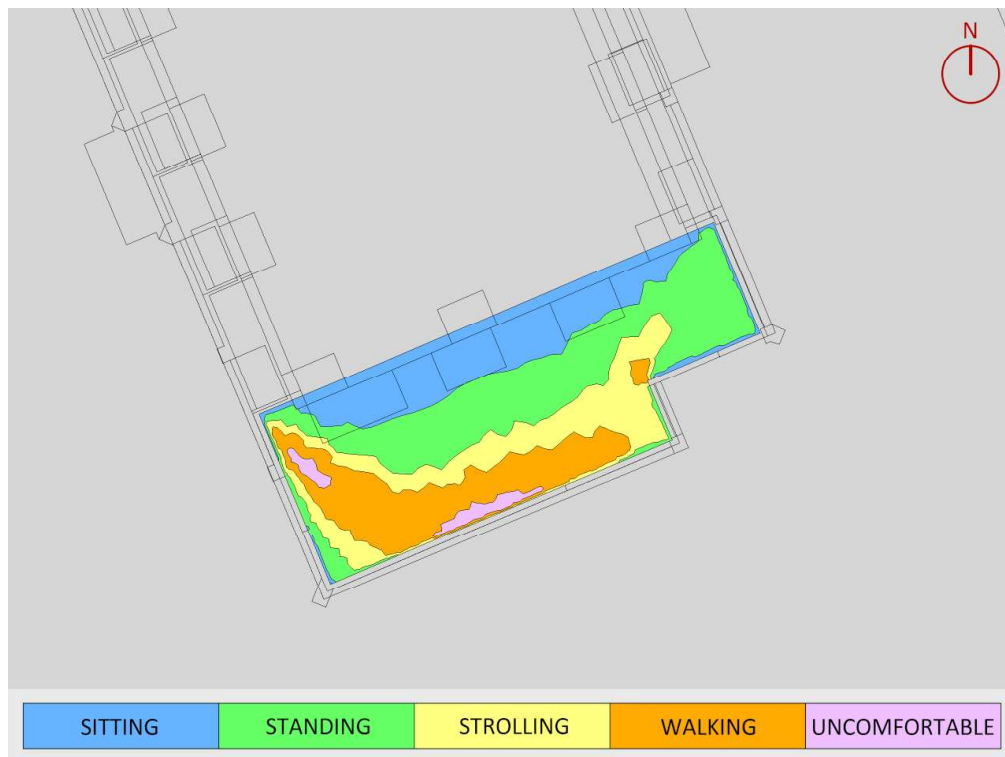 N
SITTING
STANDING
STROLLING
WALKING
UNCOMFORTABLE